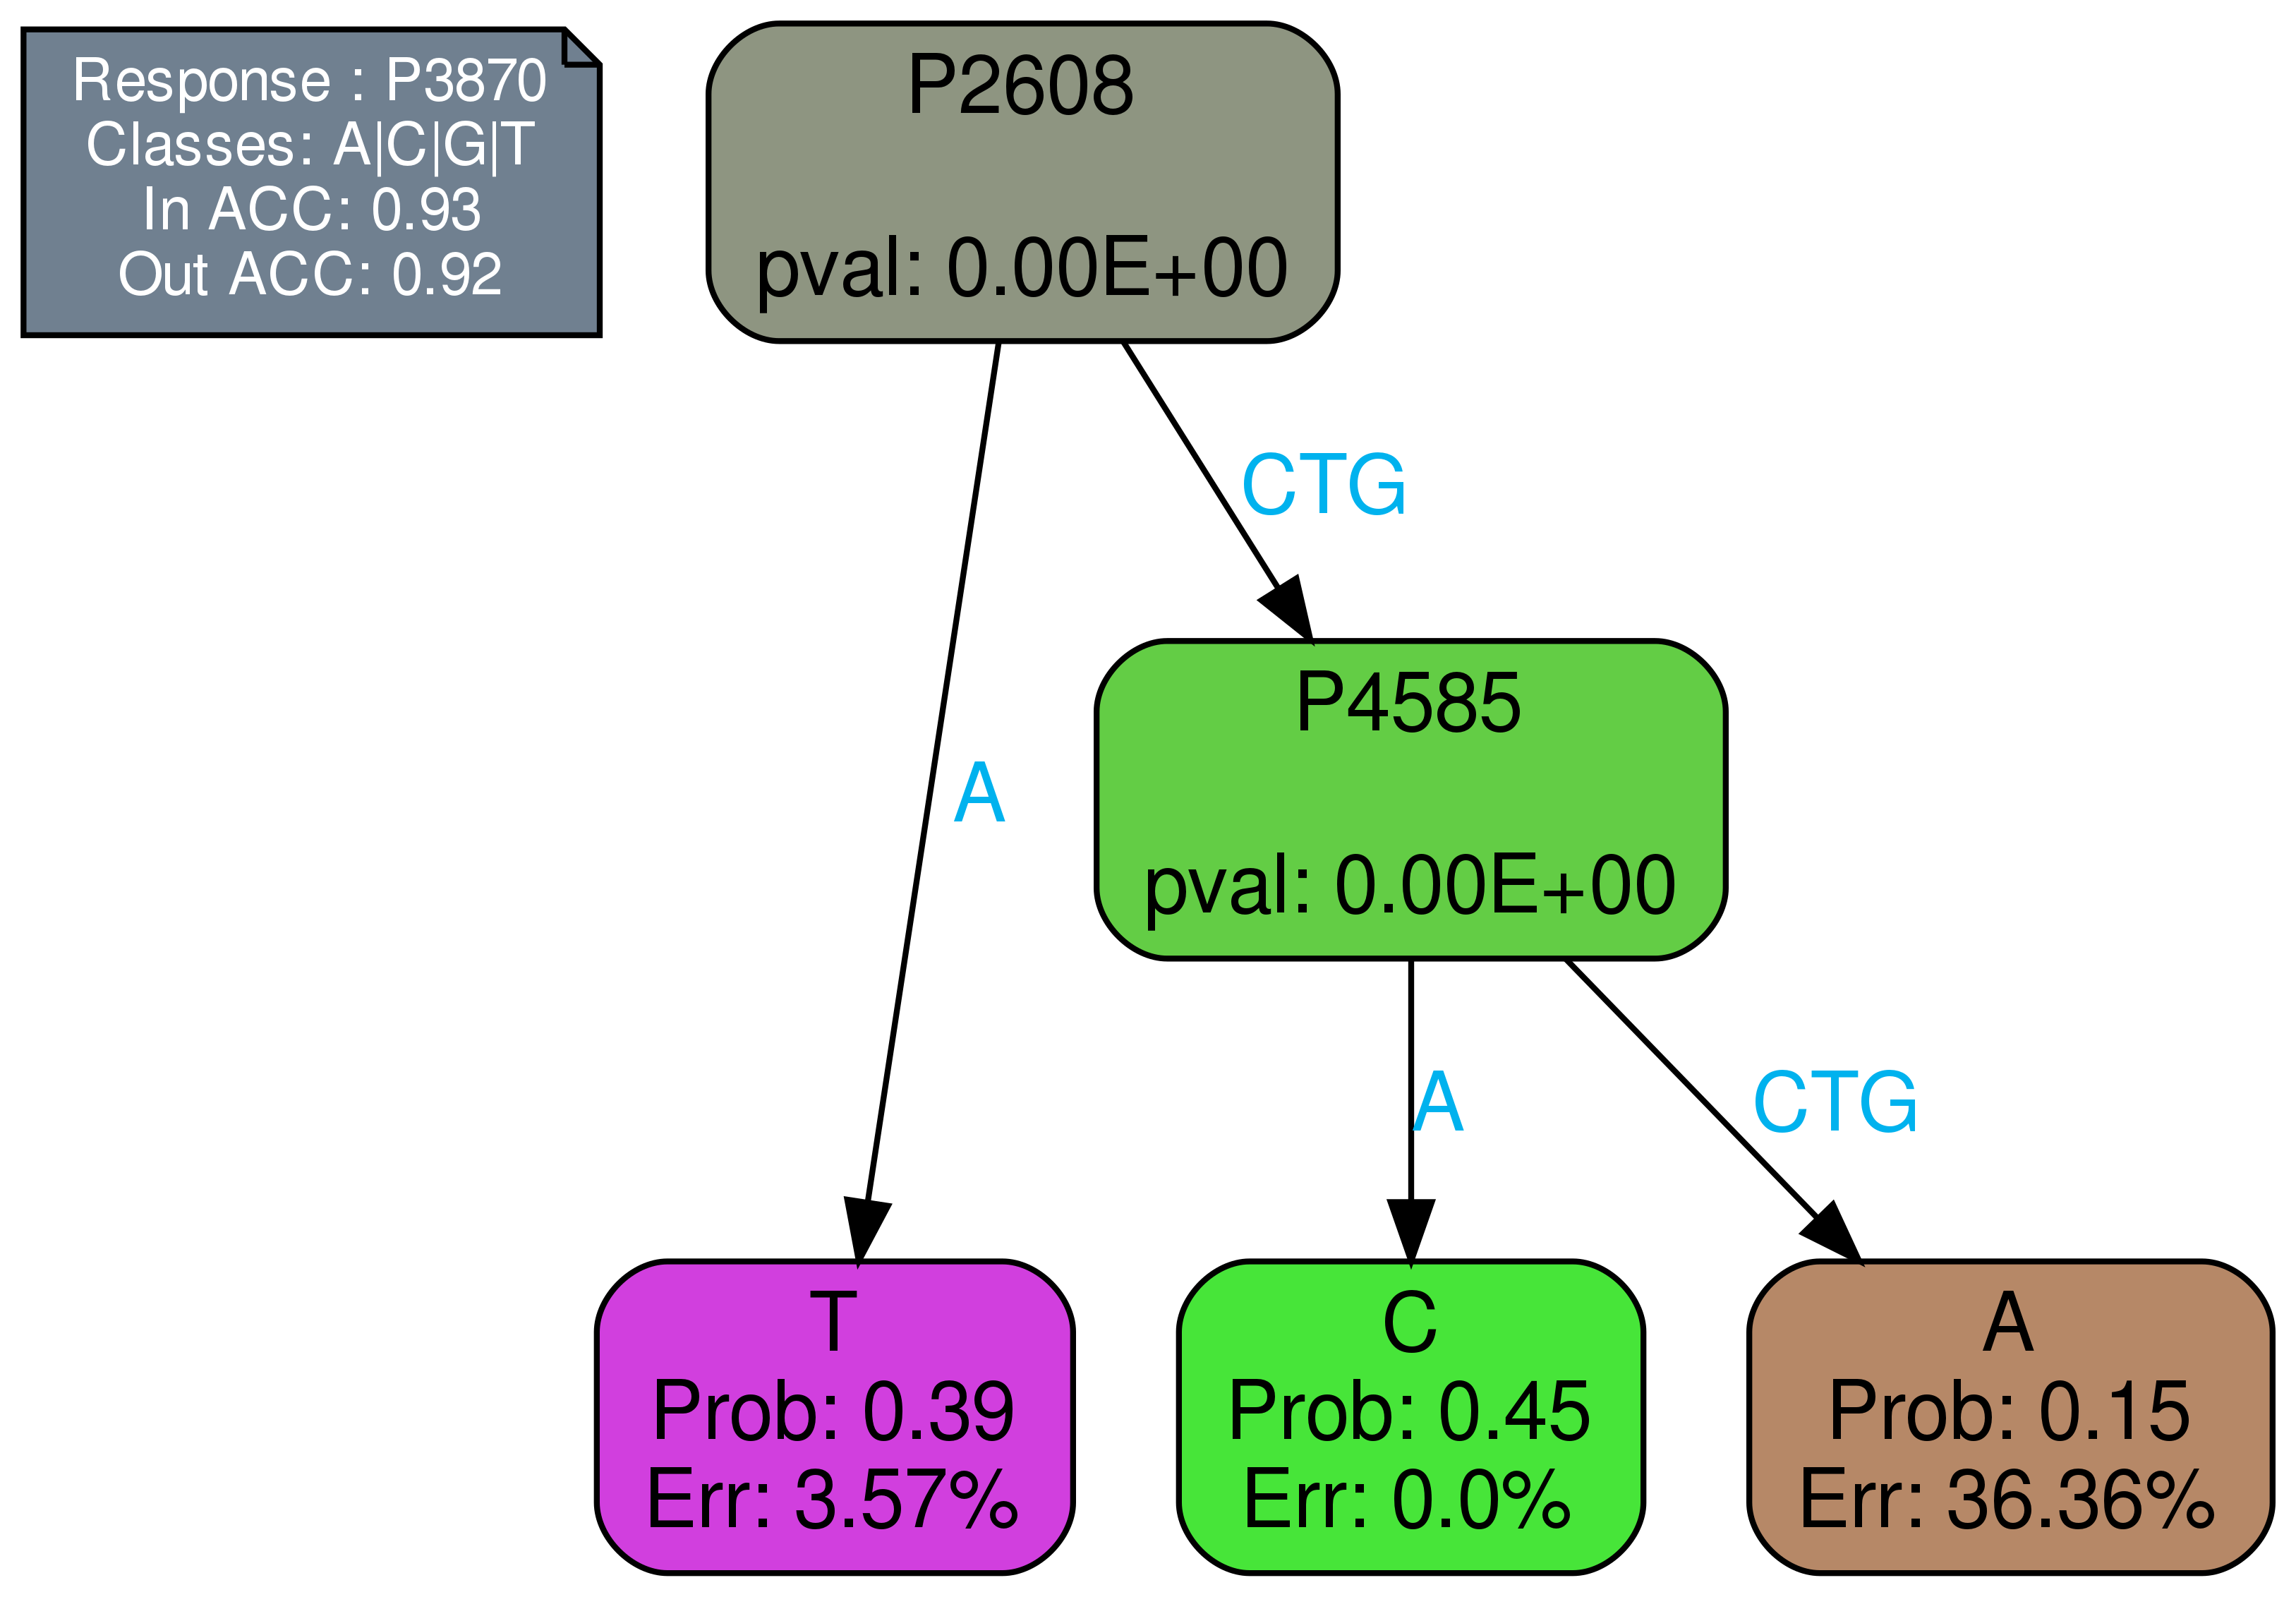 Response : P3870
Classes: A|C|G|T
In ACC: 0.93
Out ACC: 0.92
P2608
pval: 0.00E+00
CTG
P4585
pval: 0.00E+00
A
A
CTG
T
Prob: 0.39
Err: 3.57%
C
Prob: 0.45
Err: 0.0%
A
Prob: 0.15
Err: 36.36%